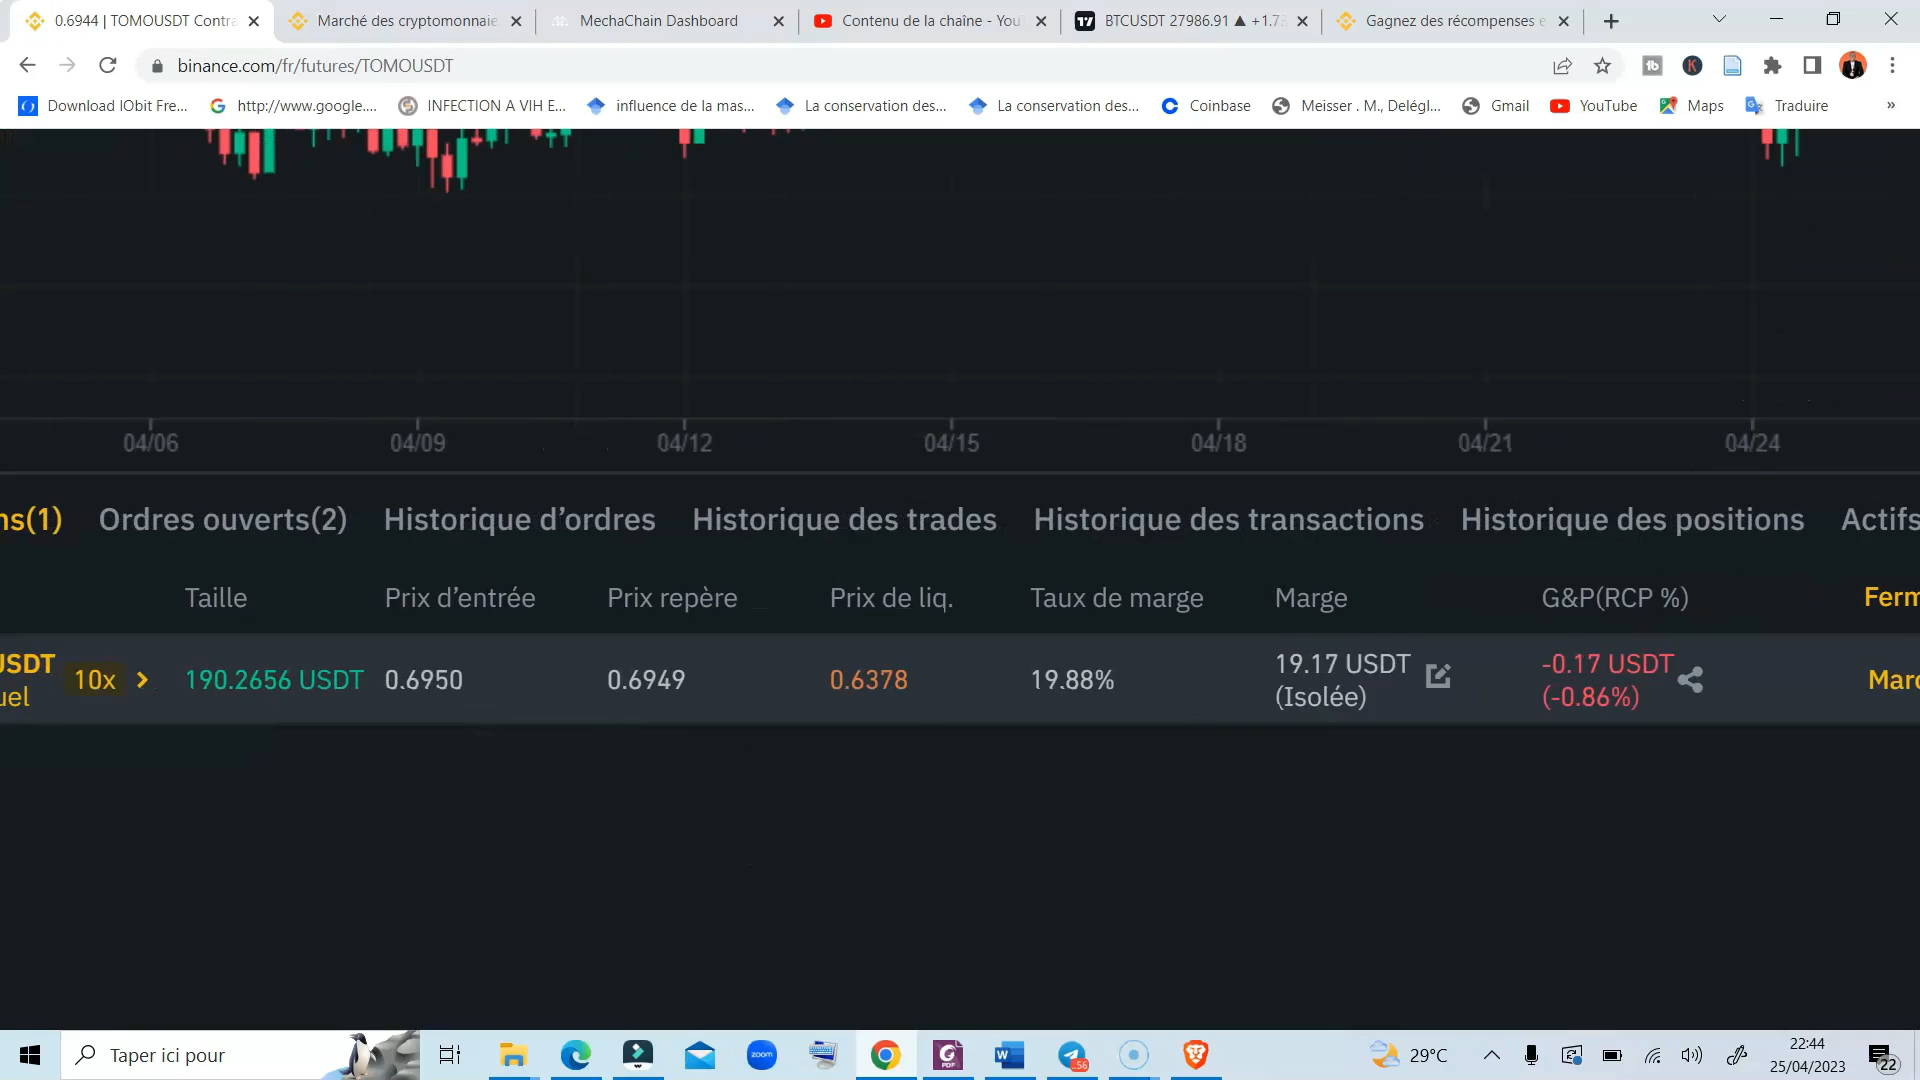 0.6944 | TOMOUSDT Contra
Marché des cryptomonnaie
MechaChain Dashboard
Contenu de la chaîne - You
BTCUSDT 27986.91 ▲ +1.73
Gagnez des récompenses e
binance.com/fr/futures/TOMOUSDT
Download IObit Fre...
http://www.google....
INFECTION A VIH E...
influence de la mas...
La conservation des...
La conservation des...
Coinbase
Meisser . M., Delégl...
Gmail
YouTube
Maps
Traduire
»
04/06 04/09 04/12 04/15 04/18 04/21 04/24
ns(1) Ordres ouverts(2) Historique d’ordres Historique des trades Historique des transactions Historique des positions Actifs
Taille Prix d’entrée Prix repère Prix de liq. Taux de marge Marge G&P(RCP %) Ferm
USDT
uel
10x
190.2656 USDT 0.6950 0.6949 0.6378 19.88%
19.17 USDT
(Isolée)
-0.17 USDT
(-0.86%)
Marc
Taper ici pour
zoom
PDF
W
56
29°C
22:44
25/04/2023
22